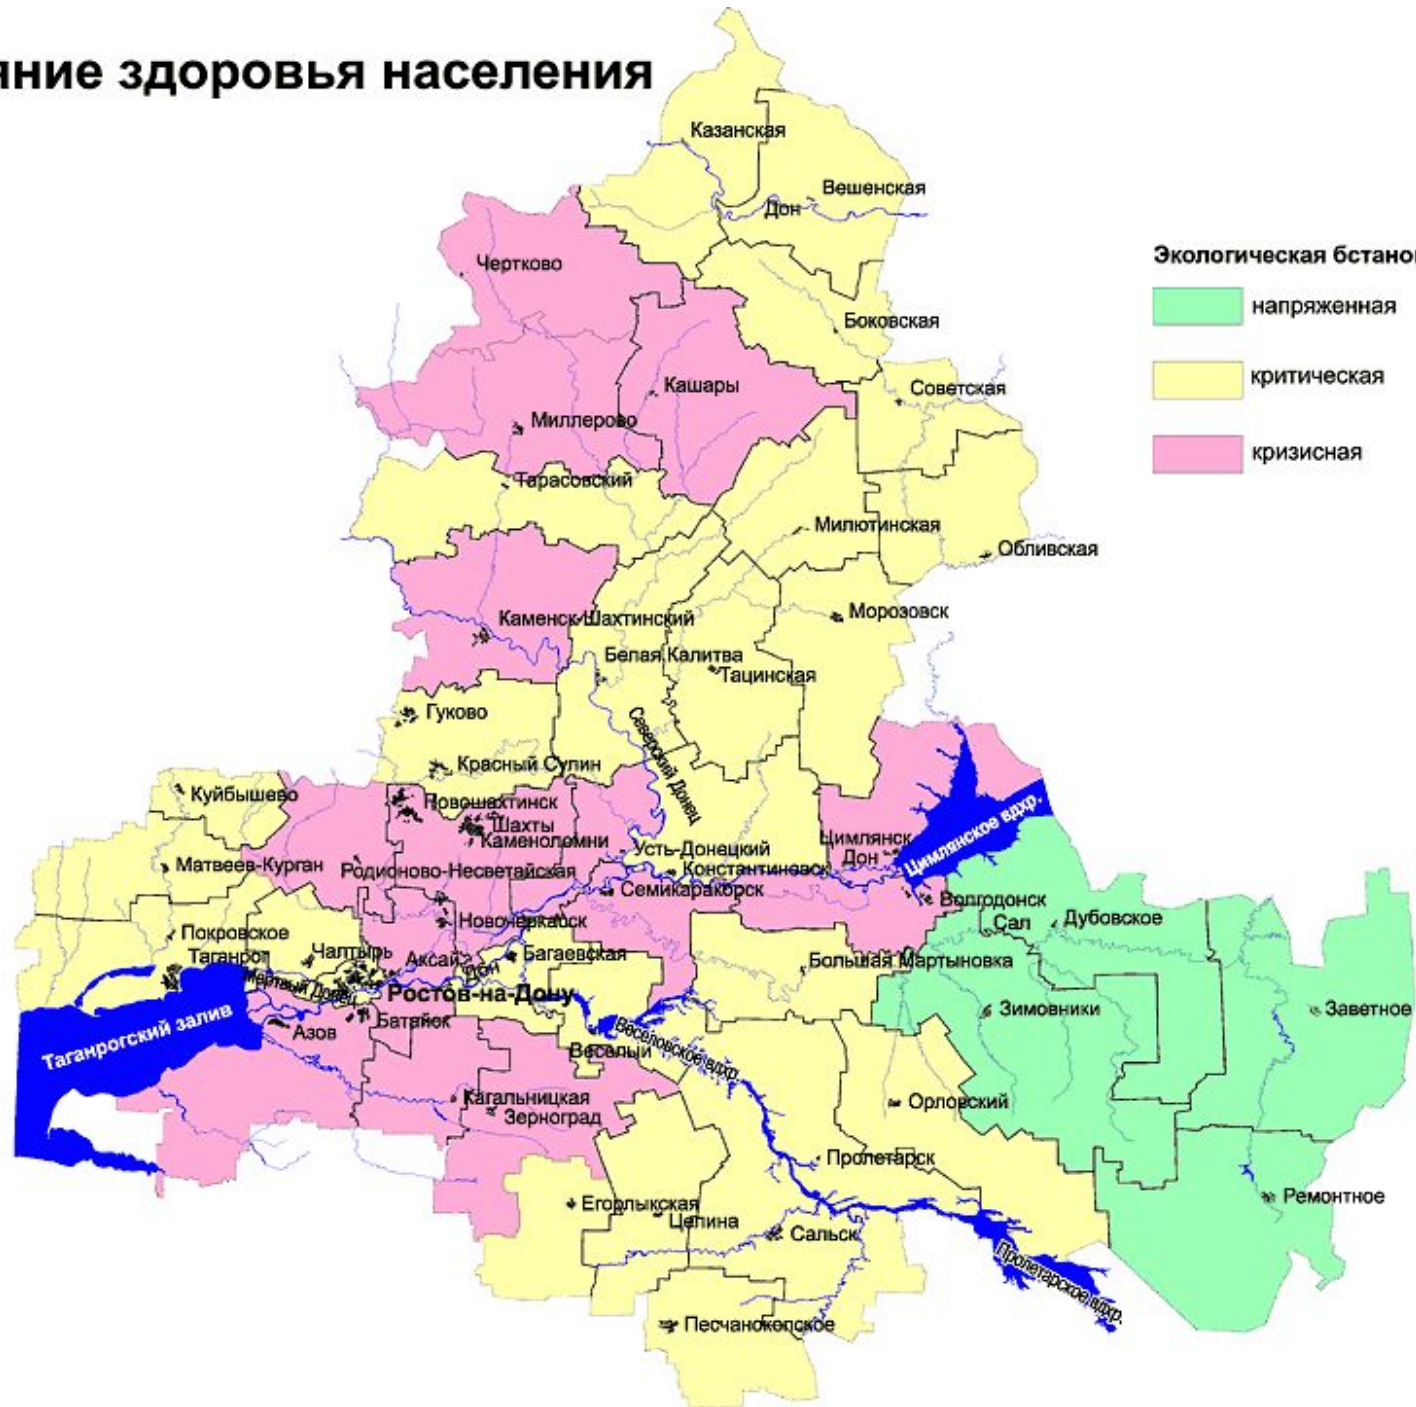 яние здоровья населения
Казанская
Вешенская
Дон
Экологическая бстанов
напряженная
критическая
кризисная
Чертково
Боковская
Кашары
Советская
Миллерово
Тарасовский
Милютинская
Обливская
Каменск-Шахтинский
Морозовск
Белая Калитва
Тацинская
Гуково
Северский Донец
Красный Сулин
Куйбышево
Новошахтинск
Шахты
Каменоломни
Цимлянское вдхр.
Матвеев-Курган
Родионово-Несветайская
Усть-Донецкий
Цимлянск
Дон
Константиновск
Семикаракорск
Волгодонск
Сал
Дубовское
Новочеркасск
Покровское
Таганрог
Чалтырь
Аксай
Дон
Багаевская
Большая Мартыновка
Мертвый Донец
Ростов-на-Дону
Зимовники
Заветное
Таганрогский залив
Азов
Батайск
Веселый
Веселовское вдхр.
Кагальницкая
Зерноград
Орловский
Пролетарск
Егорлыкская
Целина
Сальск
Ремонтное
Пролетарское вдхр.
Песчанокопское